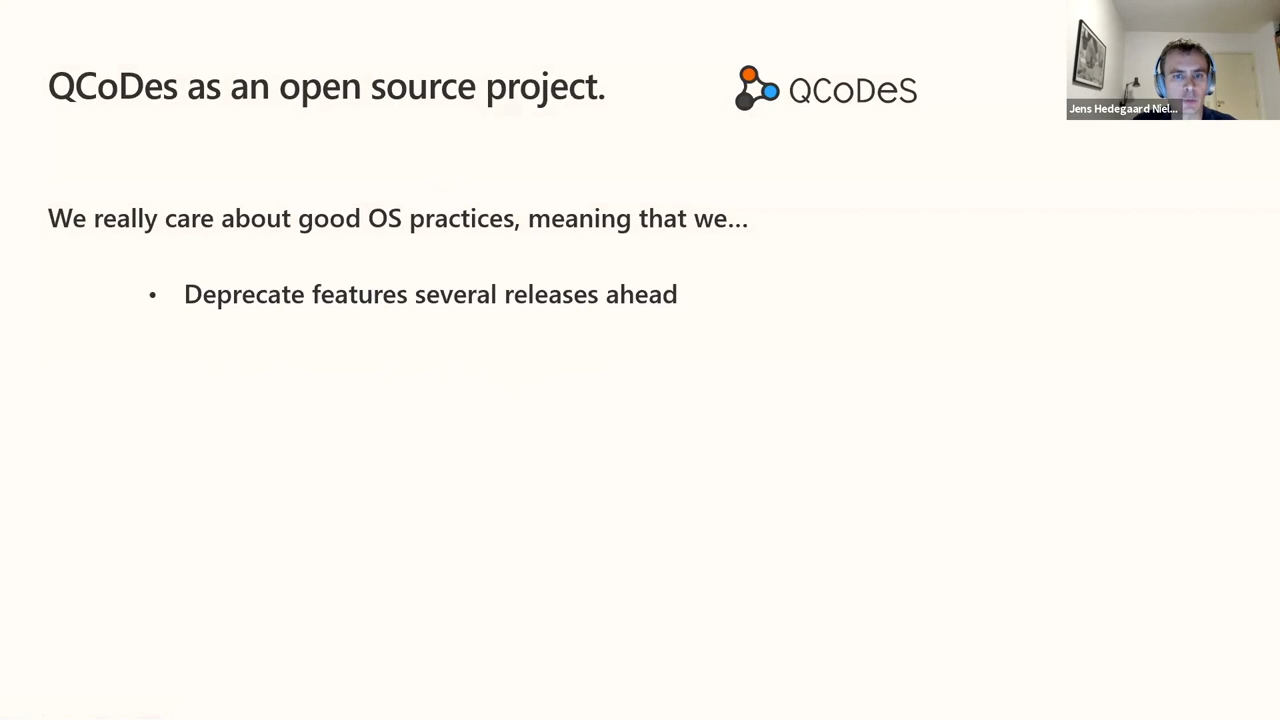 QCoDes as an open source project.
QCoDeS
Jens Hedegaard Niel...
We really care about good OS practices, meaning that we...
• Deprecate features several releases ahead